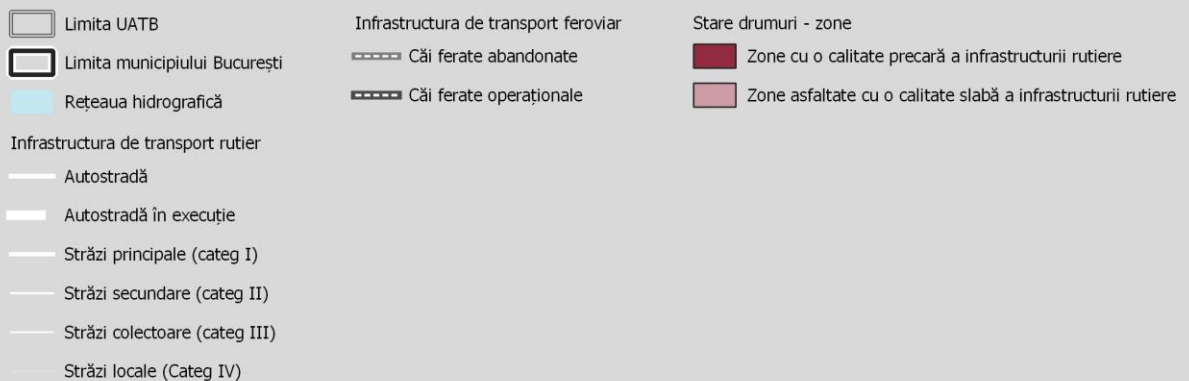 Limita UATB
Limita municipiului București
Rețeaua hidrografică
Infrastructura de transport rutier
Autostradă
Autostradă în execuție
Străzi principale (categ I)
Străzi secundare (categ II)
Străzi colectoare (categ III)
Străzi locale (Categ IV)
Infrastructura de transport feroviar
Căi ferate abandonate
Căi ferate operaționale
Stare drumuri - zone
Zone cu o calitate precară a infrastructurii rutiere
Zone asfaltate cu o calitate slabă a infrastructurii rutiere